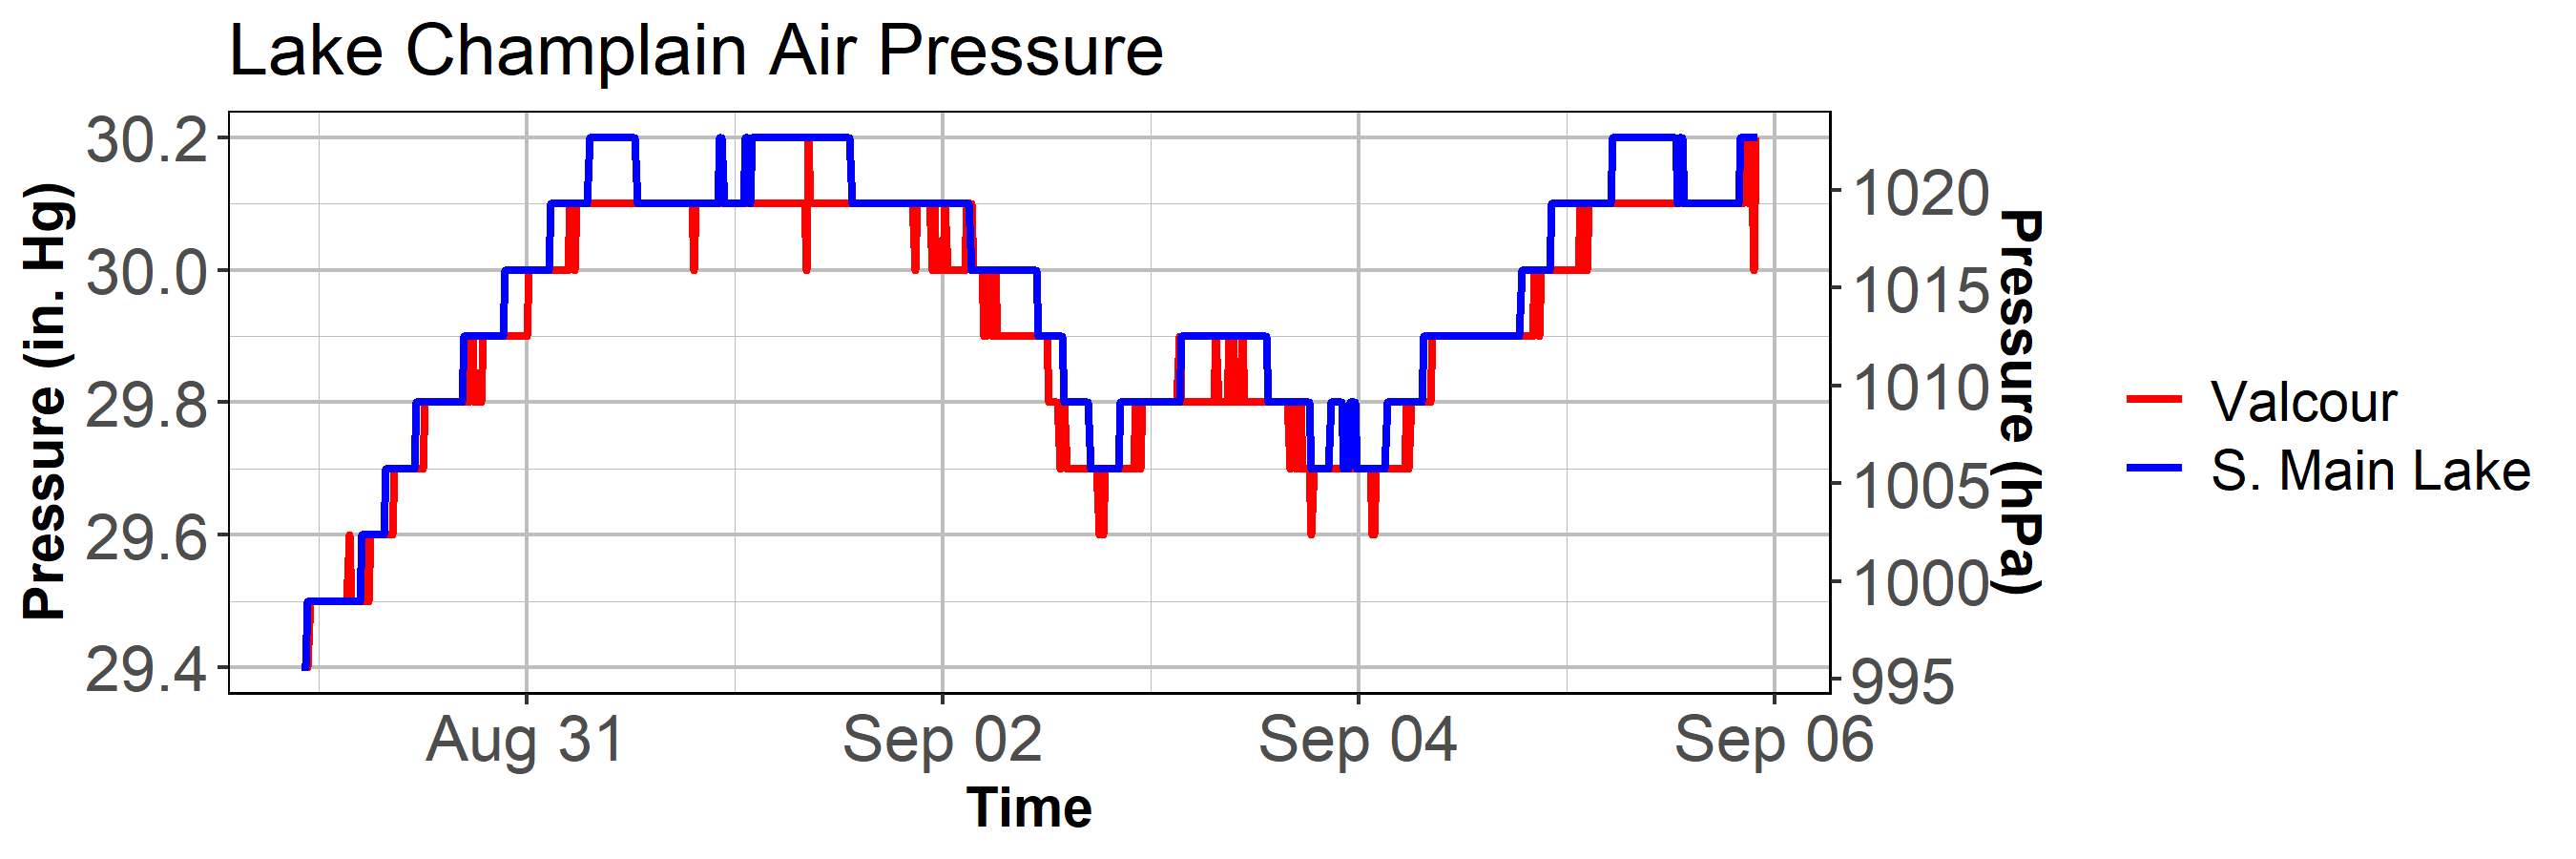 Lake Champlain Air Pressure
Pressure (in. Hg)
30.2
30.0
29.8
29.6
29.4
1020
1015
1010
1005
1000
995
Pressure (hPa)
Aug 31
Sep 02
Sep 04
Sep 06
Time
Valcour
S. Main Lake